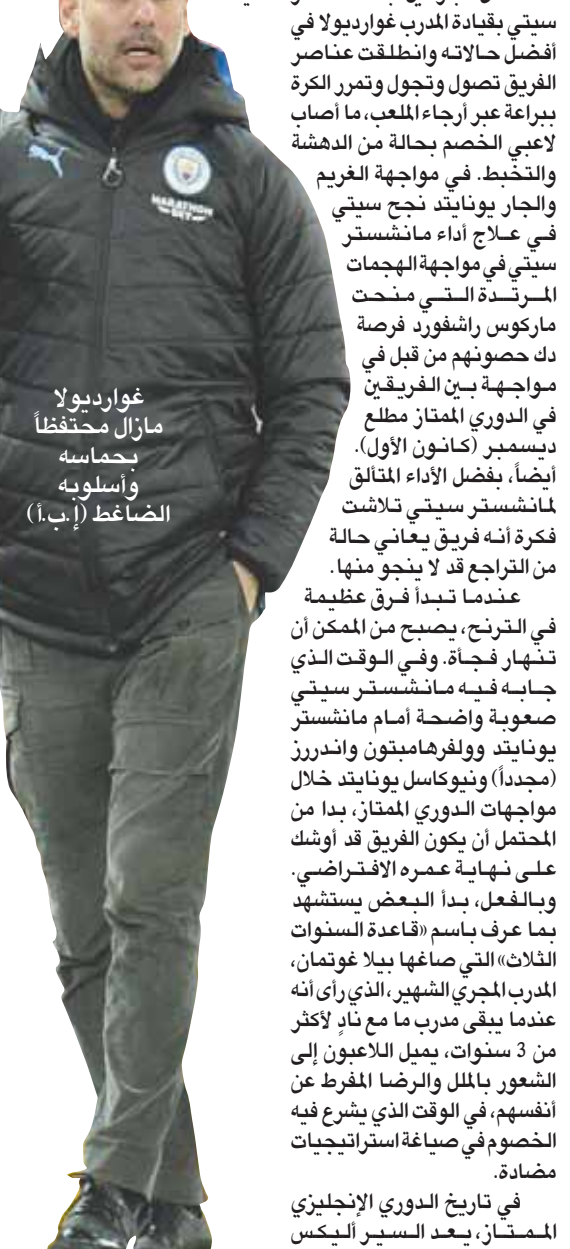 سيتي بقيادة المدرب غوارديولا في
أفضل حالاته وانطلقت عناصر
الفريق تصول وتجول وتمرر الكرة
ببراعة عبر أرجاء الملعب، ما أصاب
لاعبي الخصم بحالة من الدهشة
والتخبط. في مواجهة الغريم
والجار يونايتد نجح سيتي
في علاج أداء مانشستر
سيتي في مواجهة الهجمات
المرتدة التي منحت
ماركوس راشفورد فرصة
دك حصونهم من قبل في
مواجهة بين الفريقين
في الدوري الممتاز مطلع
ديسمبر (كانون الأول).
أيضاً، بفضل الأداء المتألق
لمانشستر سيتي تلاشت
فكرة أنه فريق يعاني حالة
من التراجع قد لا ينجو منها.
عندما تبدأ فرق عظيمة
في الترنح، يصبح من الممكن أن
تنهار فجأة. وفي الوقت الذي
جابه فيه مانشستر سيتي
صعوبة واضحة أمام مانشستر
يونايتد وولفرهامبتون واندررز
(مجدداً) ونيوكاسل يونايتد خلال
مواجهات الدوري الممتاز، بدا من
المحتمل أن يكون الفريق قد أوشك
على نهاية عمره الافتراضي.
وبالفعل، بدأ البعض يستشهد
بما عرف باسم «قاعدة السنوات
الثلاث» التي صاغها بيلا غوتمان،
المدرب المجري الشهير، الذي رأى أنه
عندما يبقى مدرب ما مع نادٍ لأكثر
من 3 سنوات، يميل اللاعبون إلى
الشعور بالملل والرضا المفرط عن
أنفسهم، في الوقت الذي يشرع فيه
الخصوم في صياغة استراتيجيات
مضادة.
في تاريخ الدوري الإنجليزي
الممتاز، يعد السير أليكس
غوارديولا
مازال محتفظاً
بحماسه
وأسلوبه
الضاغط (إ.ب.أ)
MARATHON
BET